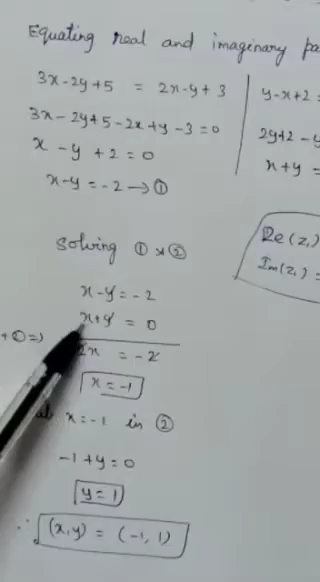 Equating real and imaginary
3x-2y+5 = 2x-y+3
3x-2y+5-2x+y-3=0
x-y+2=0
x-y=-2→①
y-x+2=
2y+2-y
x+y=
Re(z₁)
Im(z₁)=
Solving ① & ②
x-y=-2
x+y=0
2x=-2
x=-1
x=-1 in ②
-1+y=0
y=1
∴ (x,y) = (-1, 1)